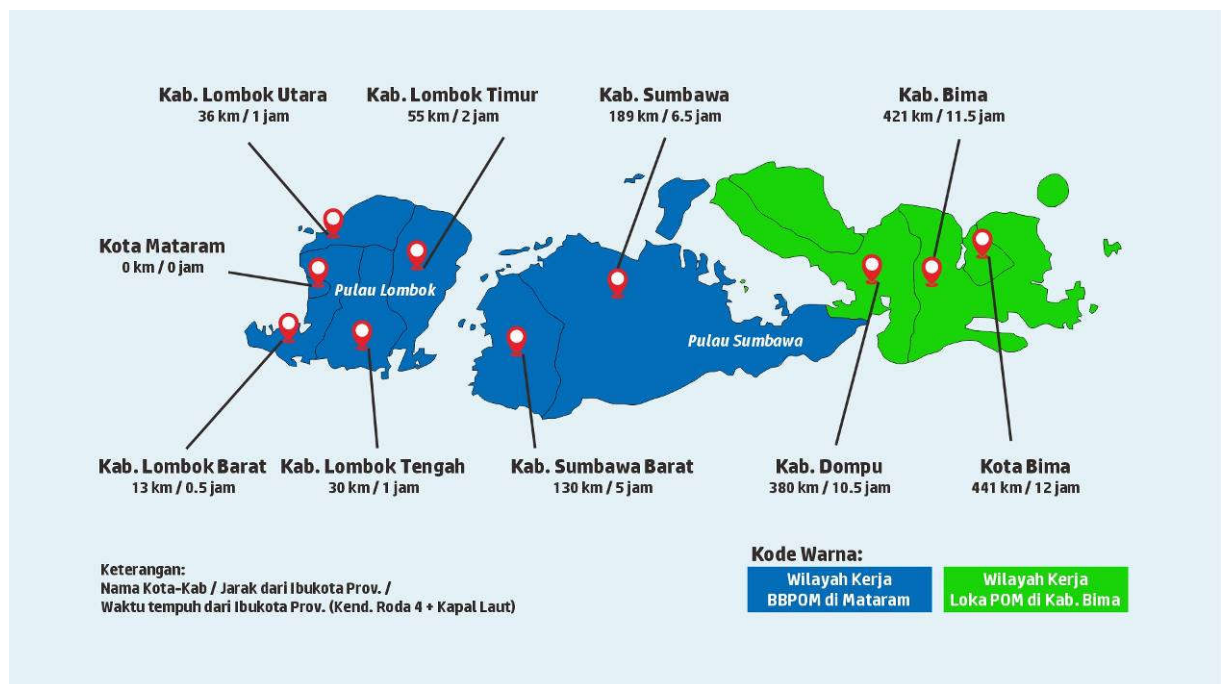 Kab. Lombok Utara
36 km / 1 jam
Kab. Lombok Timur
55 km / 2 jam
Kab. Sumbawa
189 km / 6.5 jam
Kab. Bima
421 km / 11.5 jam
Kota Mataram
0 km / 0 jam
Pulau Lombok
Pulau Sumbawa
Kab. Lombok Barat
13 km / 0.5 jam
Kab. Lombok Tengah
30 km / 1 jam
Kab. Sumbawa Barat
130 km / 5 jam
Kab. Dompu
380 km / 10.5 jam
Kota Bima
441 km / 12 jam
Keterangan:
Nama Kota-Kab / Jarak dari Ibukota Prov. /
Waktu tempuh dari Ibukota Prov. (Kend. Roda 4 + Kapal Laut)
Kode Warna:
Wilayah Kerja
BBPOM di Mataram
Wilayah Kerja
Loka POM di Kab. Bima